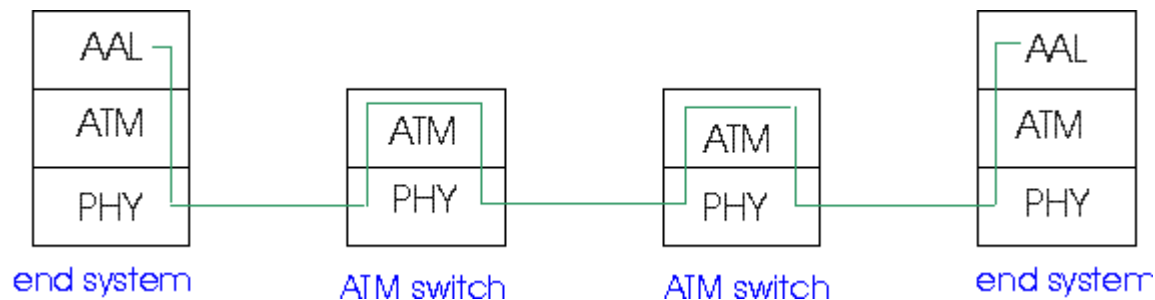 AAL
ATM
PHY
end system
ATM
PHY
ATM switch
ATM
PHY
ATM switch
AAL
ATM
PHY
end system